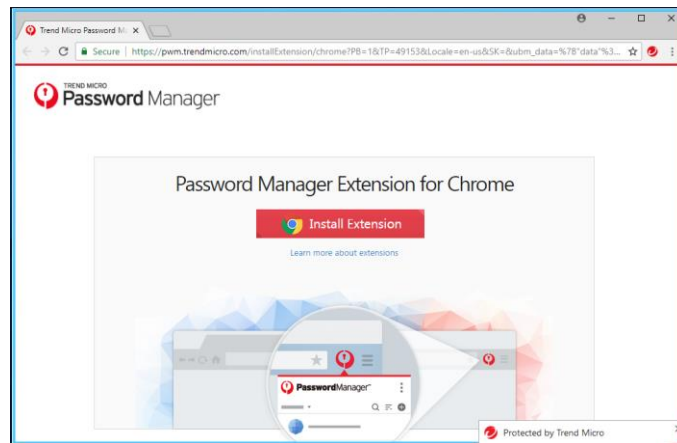 Trend Micro Password M
Secure | https://pwm.trendmicro.com/installExtension/chrome?PB=1&TP=49153&Locale=en-us&SK=&ubm_data=%7B"data"%3...
TREND MICRO
Password Manager
Password Manager Extension for Chrome
Install Extension
Learn more about extensions
PasswordManager
Protected by Trend Micro